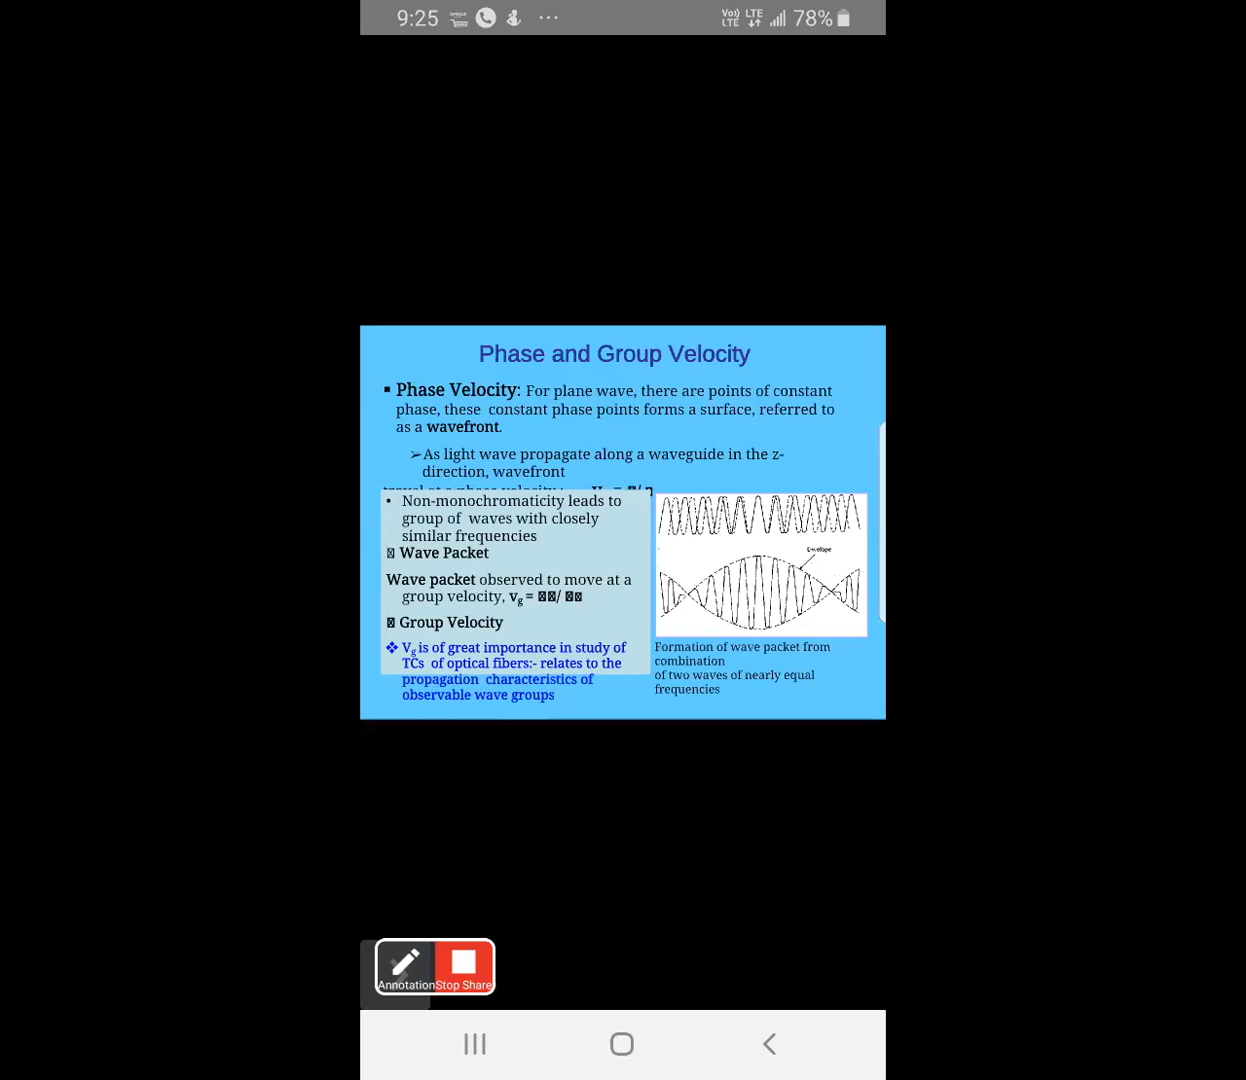 9:25
Vo)) LTE LTE 78%
Phase and Group Velocity
▪ Phase Velocity: For plane wave, there are points of constant
phase, these constant phase points forms a surface, referred to
as a wavefront.
➢As light wave propagate along a waveguide in the z-
direction, wavefront
• Non-monochromaticity leads to
group of waves with closely
similar frequencies
Wave Packet
Wave packet observed to move at a
group velocity, vg =
Group Velocity
❖ Vg is of great importance in study of
TCs of optical fibers:- relates to the
propagation characteristics of
observable wave groups
Envelope
Formation of wave packet from
combination
of two waves of nearly equal
frequencies
Annotation Stop Share